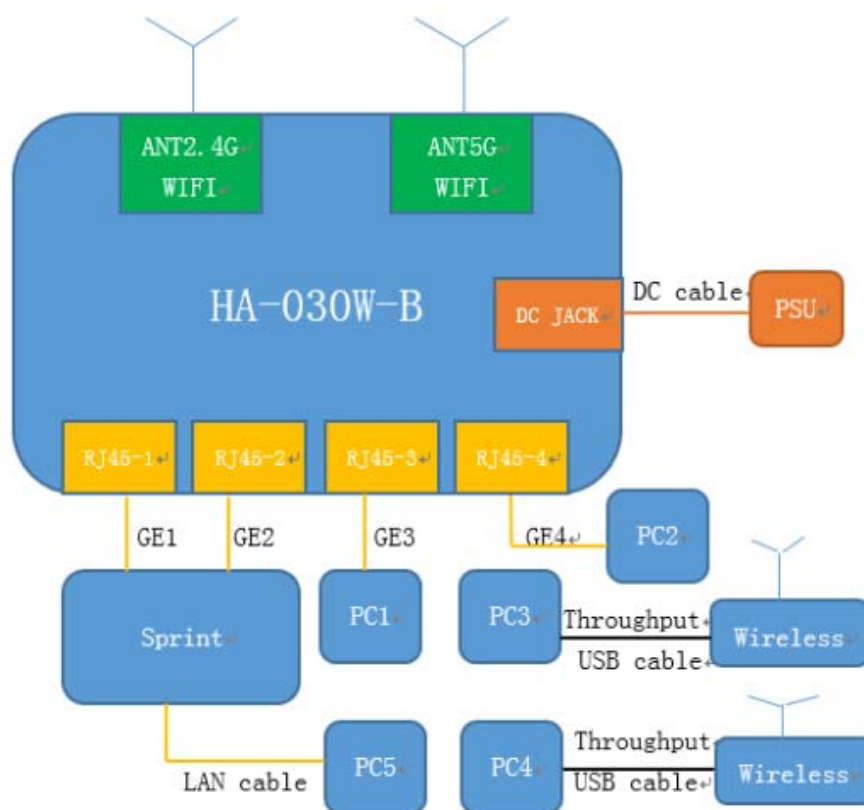 ANT2.4G
WIFI
ANT5G
WIFI
HA-030W-B
DC JACK
DC cable
PSU
RJ45-1
RJ45-2
RJ45-3
RJ45-4
GE1
GE2
GE3
GE4
PC2
Sprint
PC1
PC3
Throughput
USB cable
Wireless
LAN cable
PC5
PC4
Throughput
USB cable
Wireless